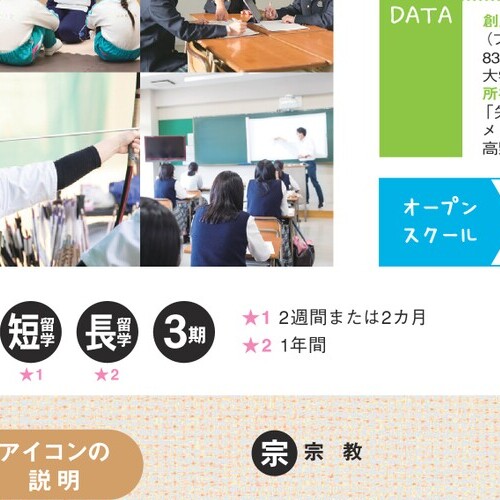 DATA
創
83
大
所
「
メ
高
オープン
スクール
短留学
長留学
3期
★1
★2
★1 2週間または2カ月
★2 1年間
アイコンの
説明
宗 宗 教